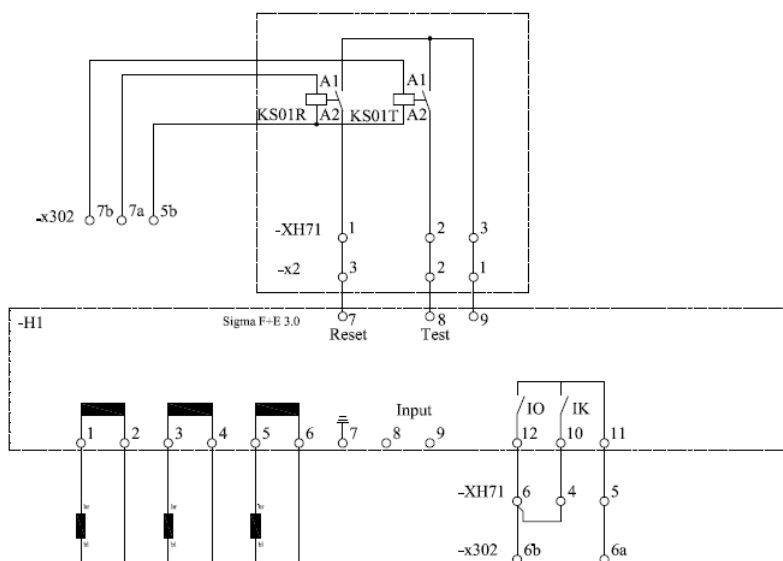 A1 A1
KS01R A2 KS01T A2
-x302 7b 7a 5b
-XH71 1 2 3
-x2 3 2 1
-H1 Sigma F+E 3.0 7 8 9
Reset Test
Input IO IK
1 2 3 4 5 6 7 8 9 12 10 11
-XH71 6 4 5
-x302 6b 6a